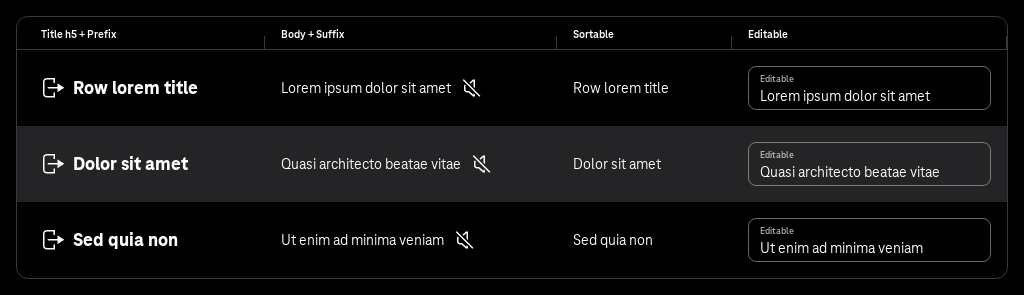 Title h5 + Prefix Body + Suffix Sortable Editable
Row lorem title Lorem ipsum dolor sit amet Row lorem title Editable
Lorem ipsum dolor sit amet
Dolor sit amet Quasi architecto beatae vitae Dolor sit amet Editable
Quasi architecto beatae vitae
Sed quia non Ut enim ad minima veniam Sed quia non Editable
Ut enim ad minima veniam